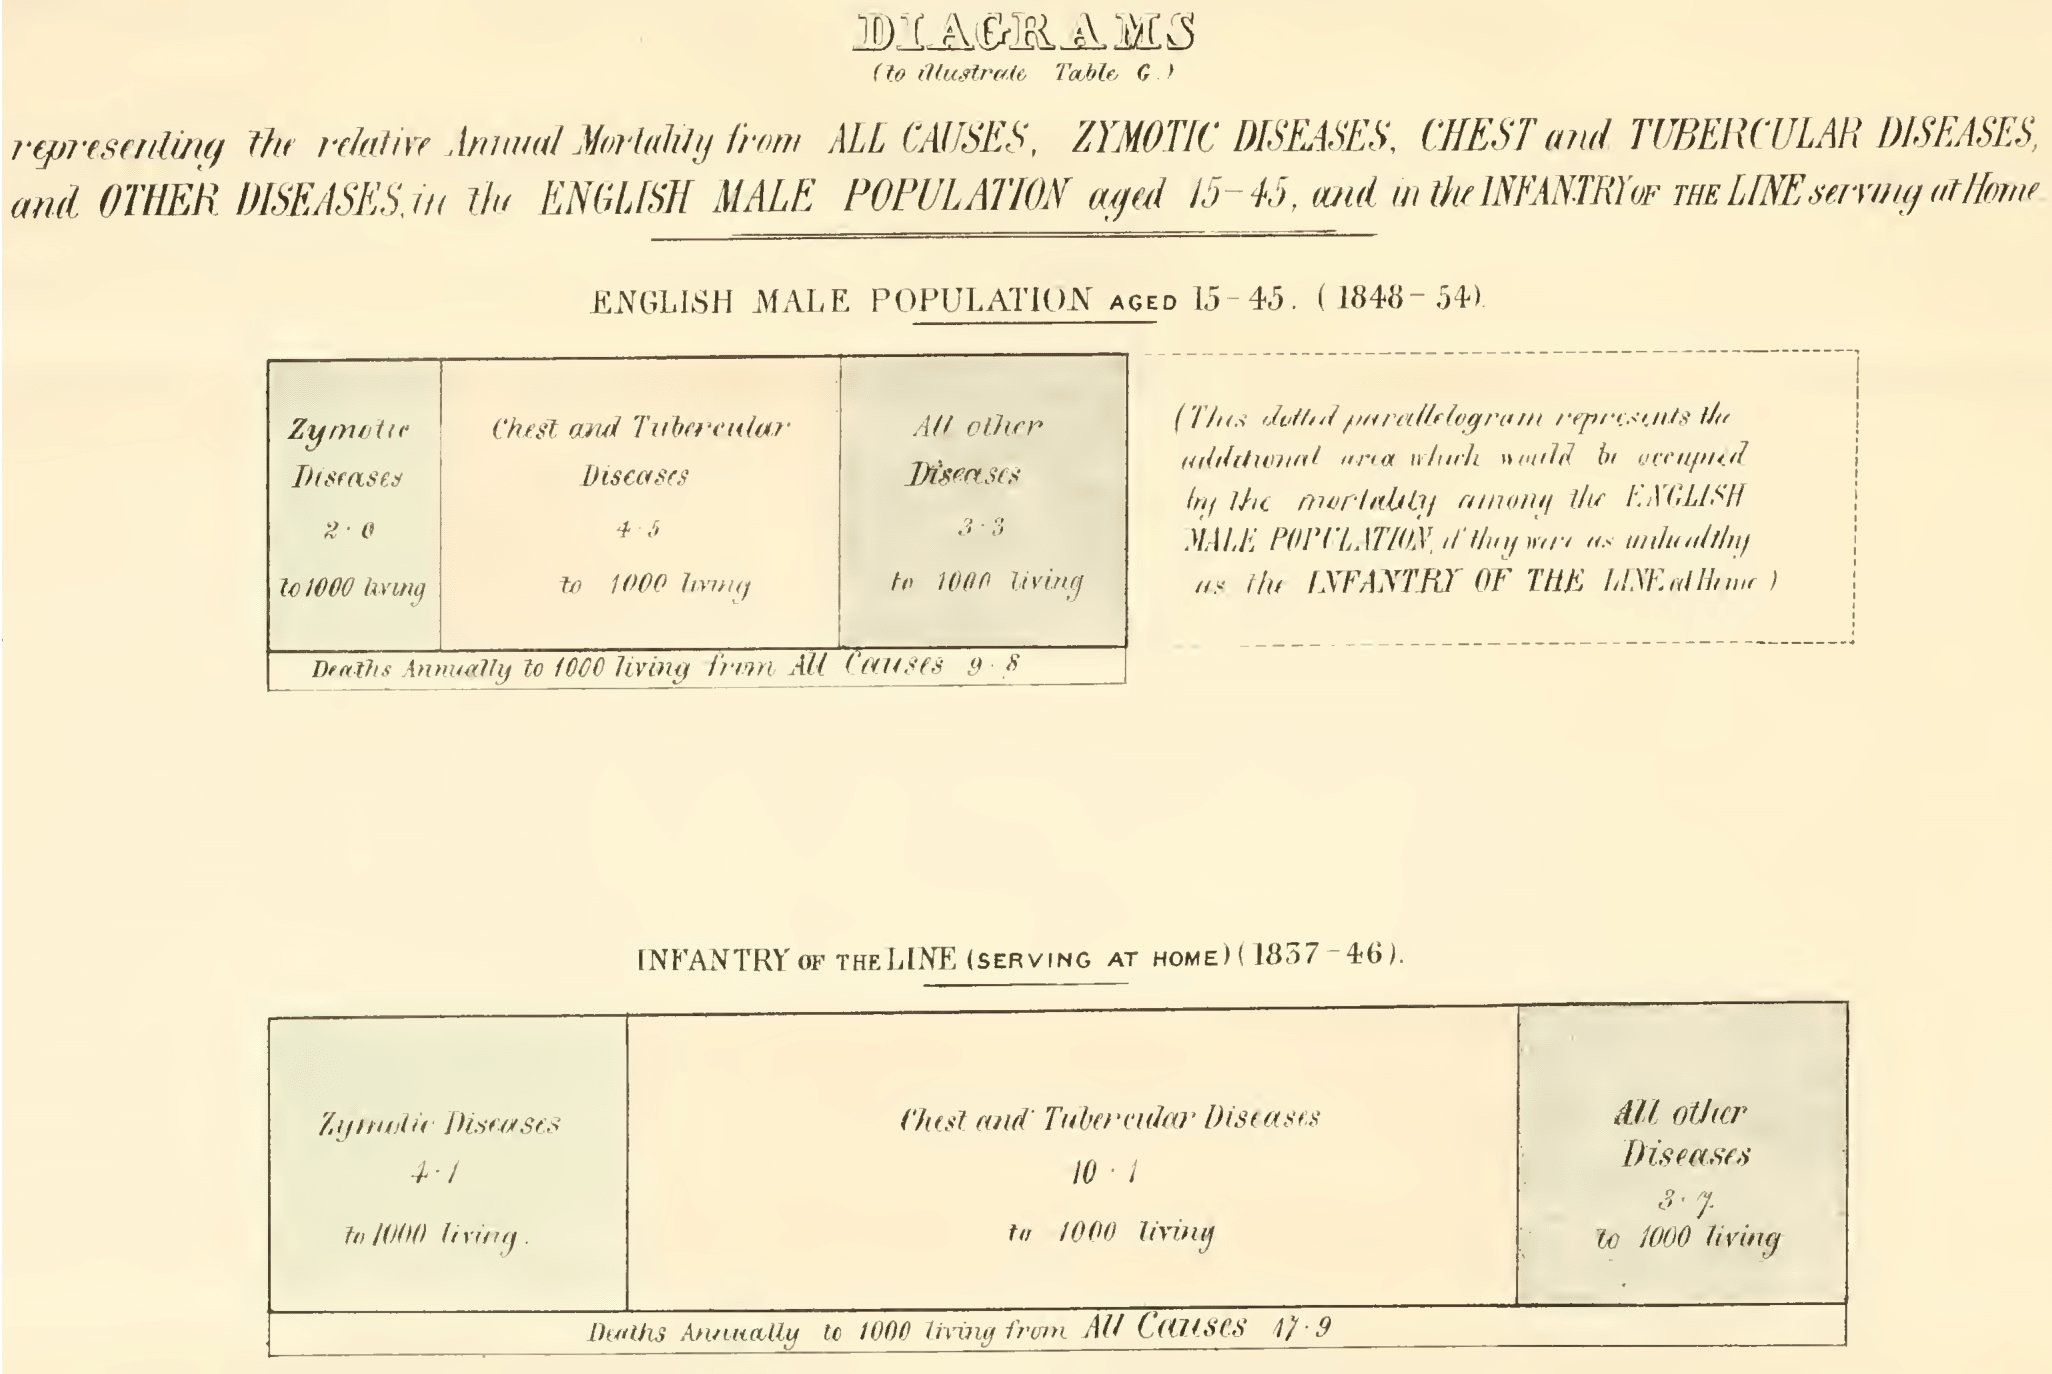 DIAGRAMS
(to illustrate Table G.)
representing the relative Annual Mortality from ALL CAUSES, ZYMOTIC DISEASES, CHEST and TUBERCULAR DISEASES,
and OTHER DISEASES, in the ENGLISH MALE POPULATION aged 15-45, and in the INFANTRY OF THE LINE serving at Home
ENGLISH MALE POPULATION AGED 15-45. (1848-54).
Zymotic
Diseases
2·0
to 1000 living
Chest and Tubercular
Diseases
4·5
to 1000 living
All other
Diseases
3·3
to 1000 living
Deaths Annually to 1000 living from All Causes 9·8
(This dotted parallelogram represents the
additional area which would be occupied
by the mortality among the ENGLISH
MALE POPULATION, if they were as unhealthy
as the INFANTRY OF THE LINE at Home)
INFANTRY OF THE LINE (SERVING AT HOME) (1837-46).
Zymotic Diseases
4·1
to 1000 living.
Chest and Tubercular Diseases
10·1
to 1000 living
All other
Diseases
3·7.
to 1000 living
Deaths Annually to 1000 living from All Causes 17·9